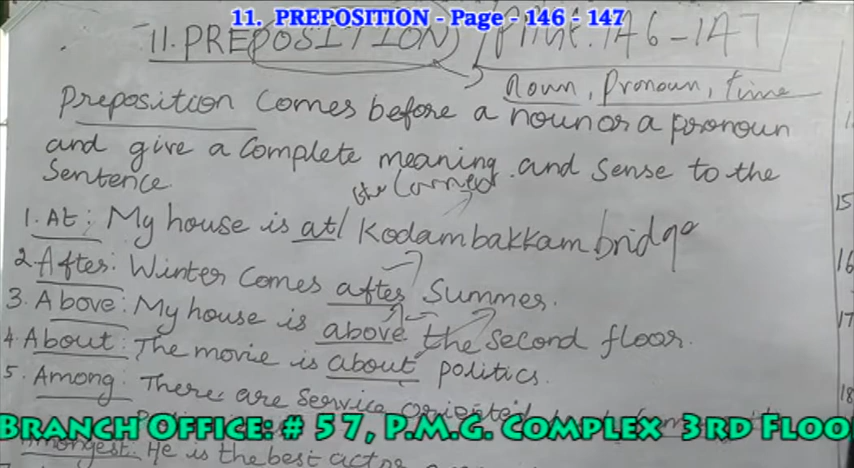 11. PREPOSITION - Page - 146 - 147
11. PREPOSITION) Print: 146-147
noun, Pronoun, time
Preposition Comes before a noun or a pronoun
and give a Complete meaning and Sense to the
Sentence
the Corner
1. At: My house is at Kodambakkam bridge
2. After: Winter Comes after Summer.
3. Above: My house is above the second floor.
4. About: The movie is about politics.
5. Among: There are service oriented
Branch Office: # 57, P.M.G. Complex 3rd Floo
Amongest: He is the best actor
15
16
17
18